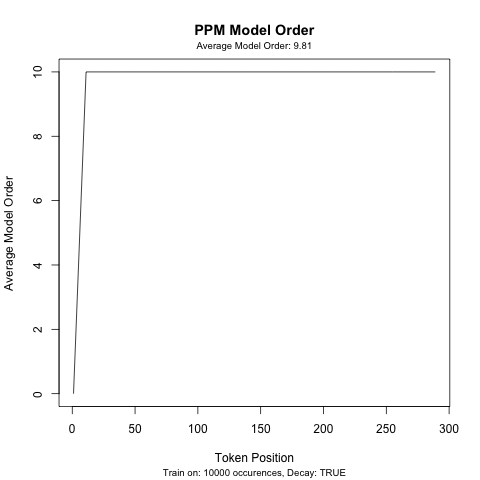 PPM Model Order
Average Model Order: 9.81
Average Model Order
10
8
6
4
2
0
0 50 100 150 200 250 300
Token Position
Train on: 10000 occurences, Decay: TRUE